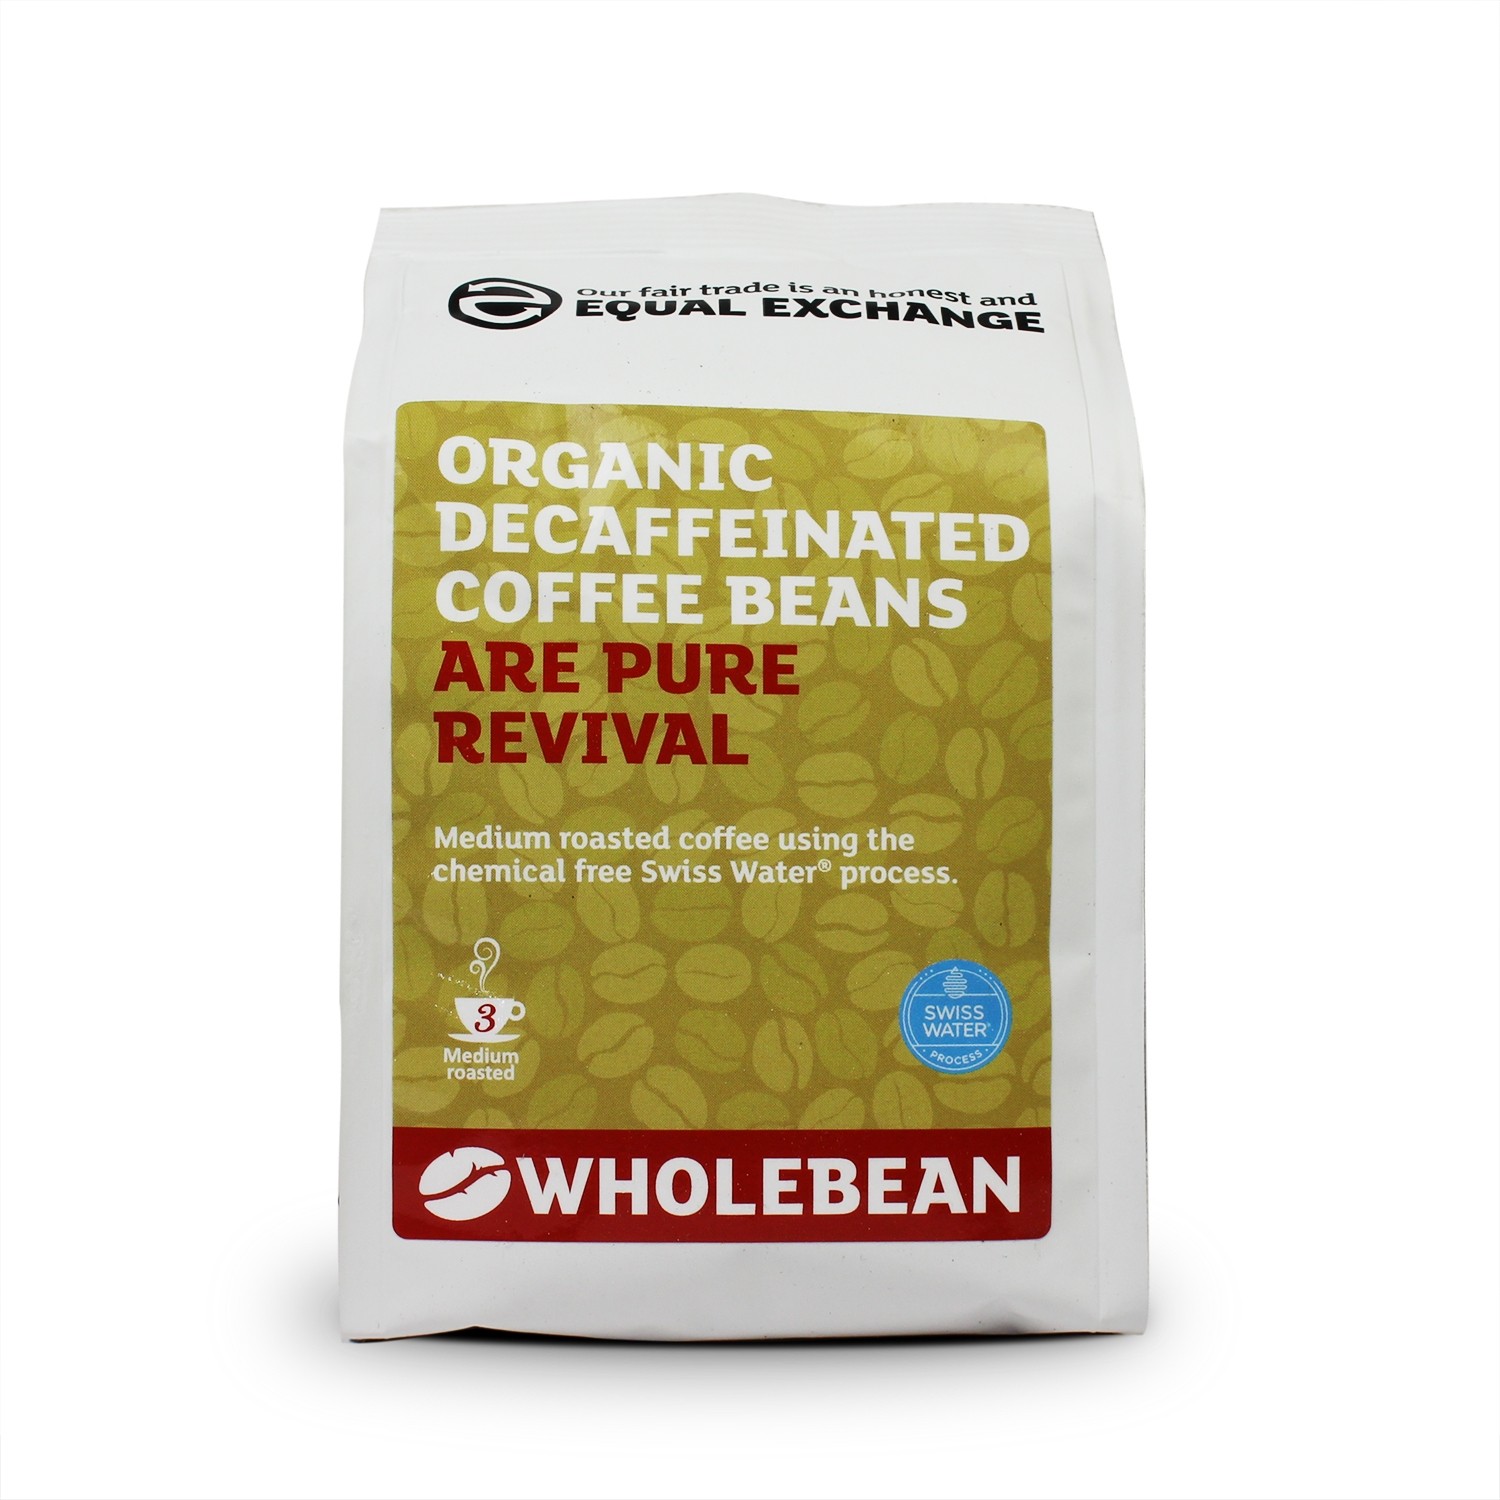 Our fair trade is an honest and
EQUAL EXCHANGE
ORGANIC
DECAFFEINATED
COFFEE BEANS
ARE PURE
REVIVAL
Medium roasted coffee using the
chemical free Swiss Water® process.
3
Medium
roasted
SWISS
WATER®
PROCESS
WHOLEBEAN